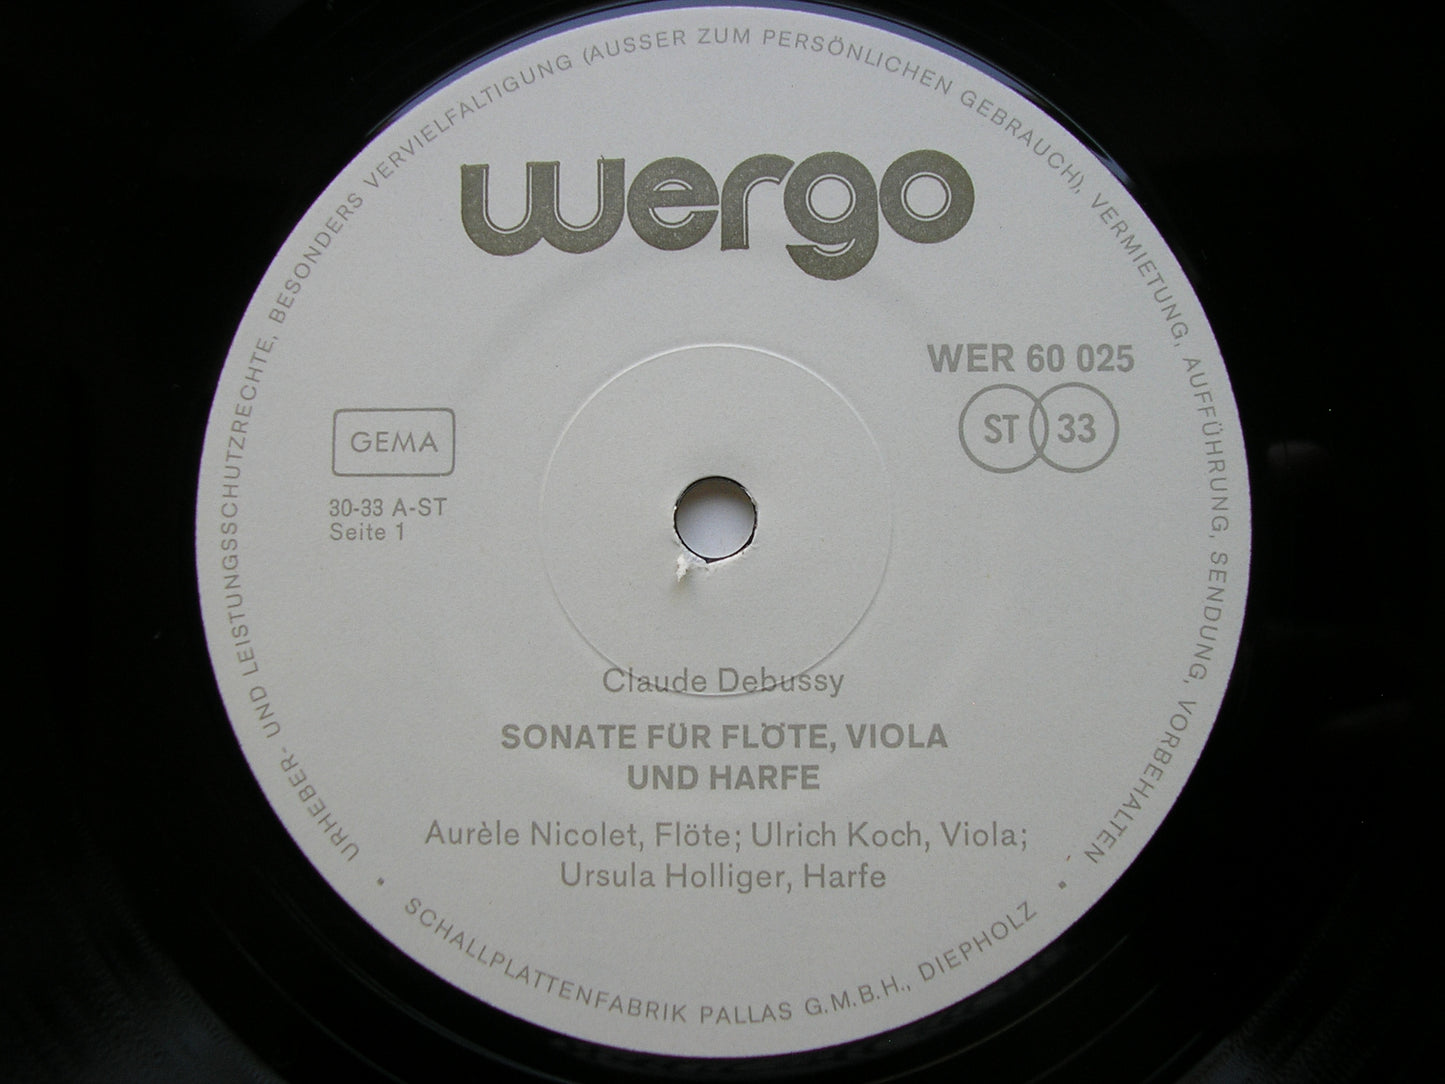 URHEBER- UND LEISTUNGSSCHUTZRECHTE, BESONDERS VERVIELFALTIGUNG (AUSSER ZUM PERSÖNLICHEN GEBRAUCH), VERMIETUNG, AUFFÜHRUNG, SENDUNG, VORBEHALTEN
wergo
WER 60 025
ST 33
GEMA
30-33 A-ST
Seite 1
Claude Debussy
SONATE FÜR FLÖTE, VIOLA
UND HARFE
Aurèle Nicolet, Flöte; Ulrich Koch, Viola;
Ursula Holliger, Harfe
• SCHALLPLATTENFABRIK PALLAS G.M.B.H., DIEPHOLZ •